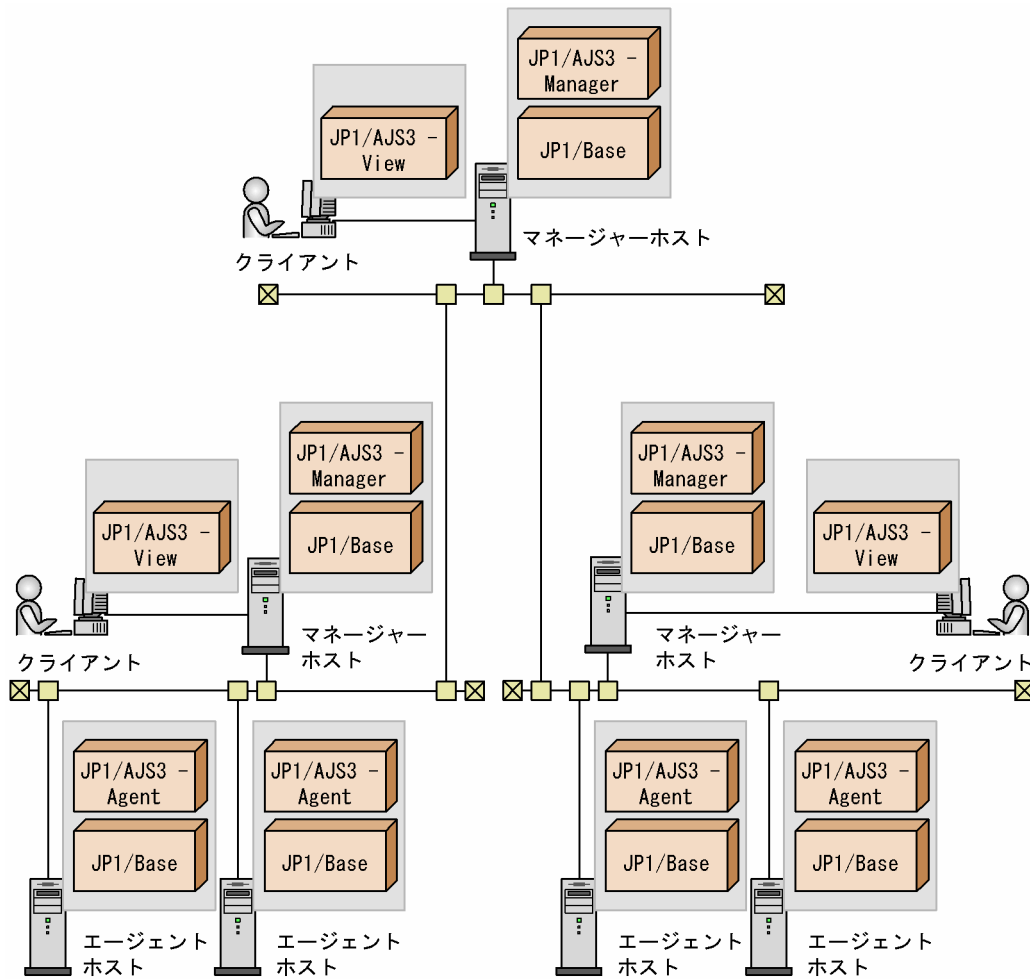 JP1/AJS3 -
Manager
JP1/AJS3 -
View
JP1/Base
マネージャーホスト
クライアント
JP1/AJS3 -
Manager
JP1/AJS3 -
View
JP1/Base
マネージャー
ホスト
クライアント
JP1/AJS3 -
Manager
JP1/Base
JP1/AJS3 -
View
マネージャー
ホスト
クライアント
JP1/AJS3 -
Agent
JP1/Base
エージェント
ホスト
JP1/AJS3 -
Agent
JP1/Base
エージェント
ホスト
JP1/AJS3 -
Agent
JP1/Base
エージェント
ホスト
JP1/AJS3 -
Agent
JP1/Base
エージェント
ホスト